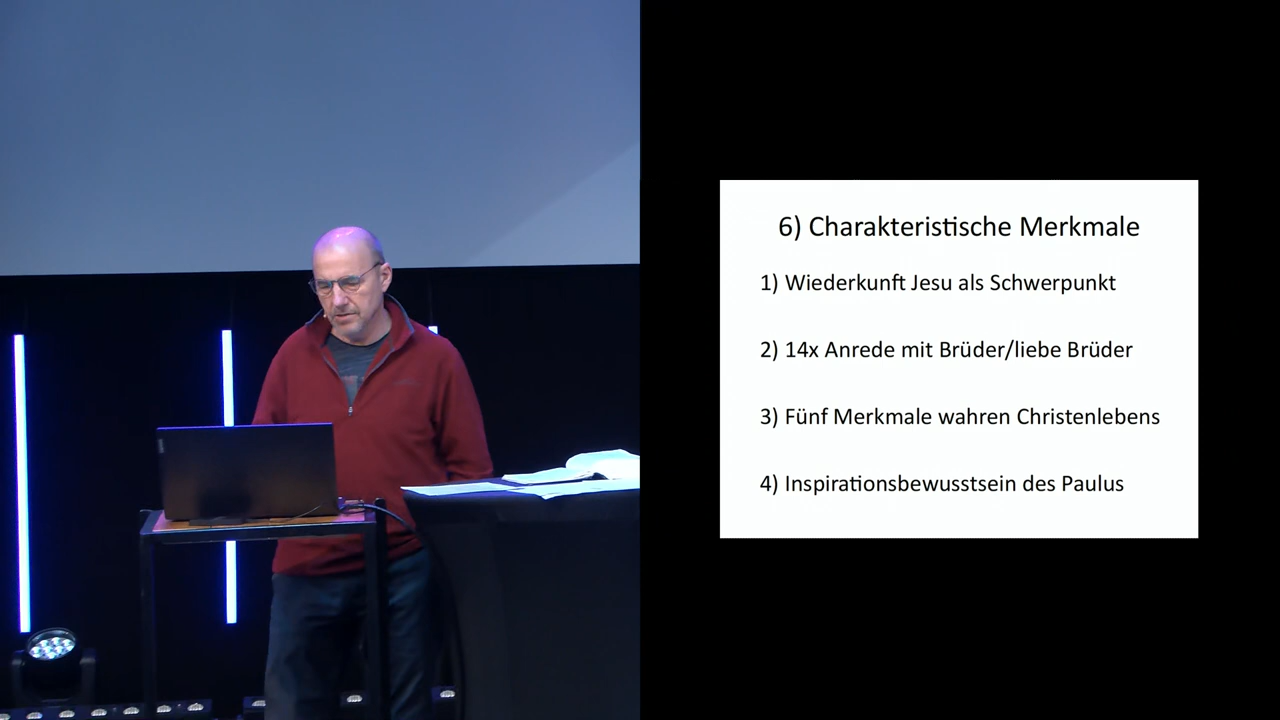 6) Charakteristische Merkmale
1) Wiederkunft Jesu als Schwerpunkt
2) 14x Anrede mit Brüder/liebe Brüder
3) Fünf Merkmale wahren Christenlebens
4) Inspirationsbewusstsein des Paulus